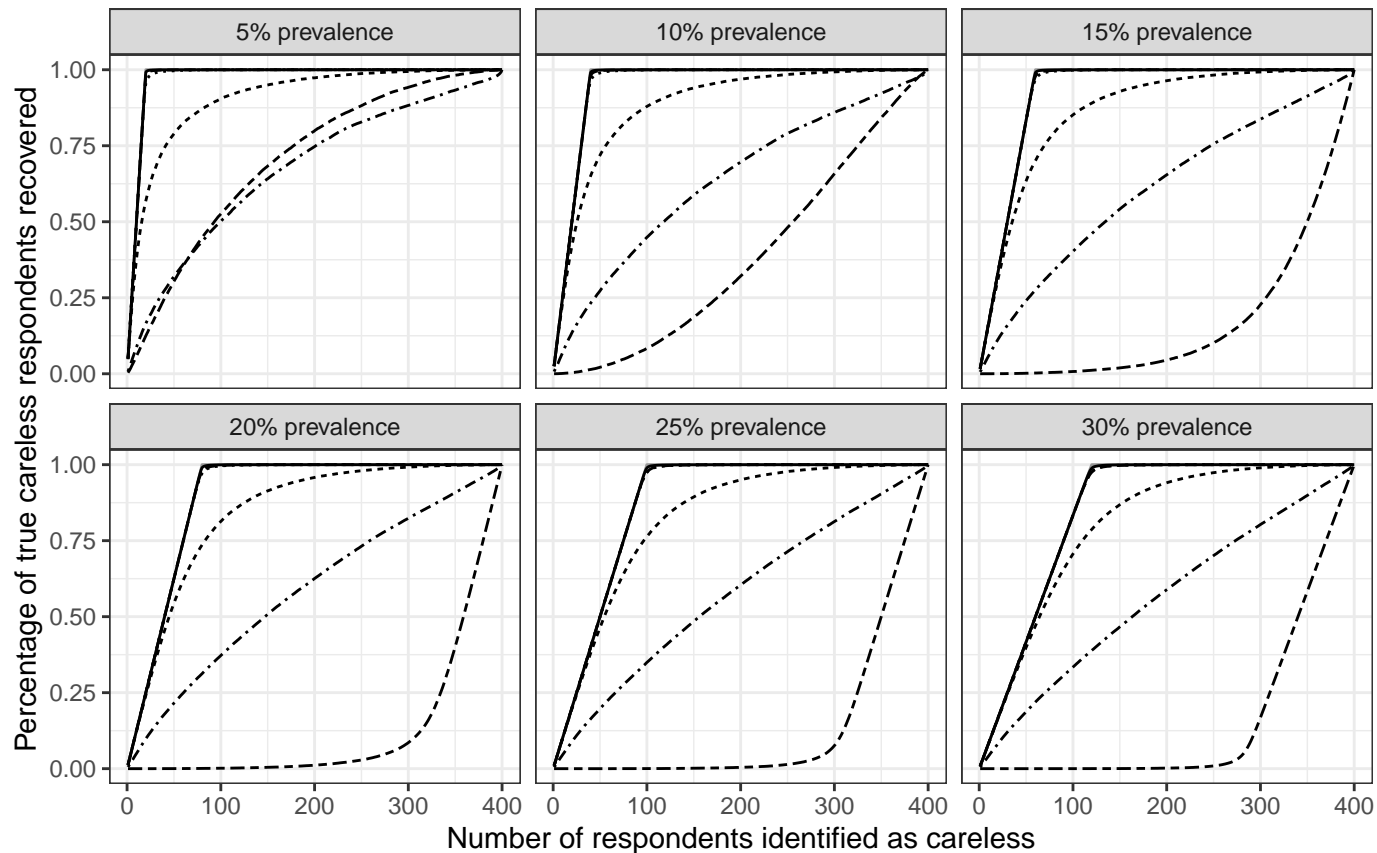 5% prevalence
10% prevalence
15% prevalence
1.00
0.75
0.50
0.25
0.00
20% prevalence
25% prevalence
30% prevalence
1.00
0.75
0.50
0.25
0.00
0 100 200 300 400
0 100 200 300 400
0 100 200 300 400
Number of respondents identified as careless
Percentage of true careless respondents recovered